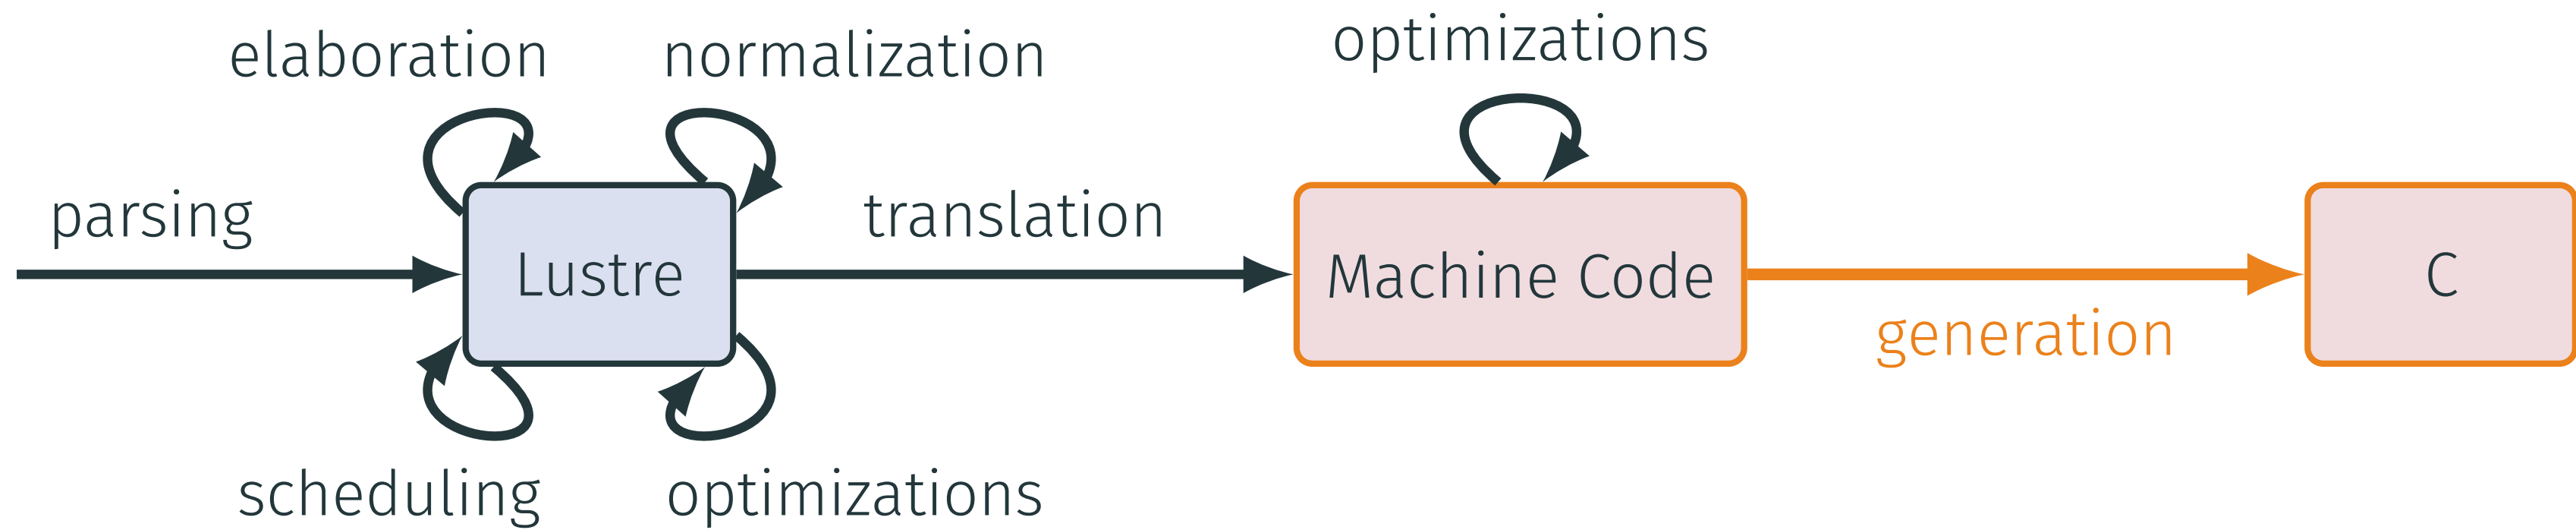 elaboration
normalization
optimizations
parsing
translation
Lustre
Machine Code
C
generation
scheduling
optimizations